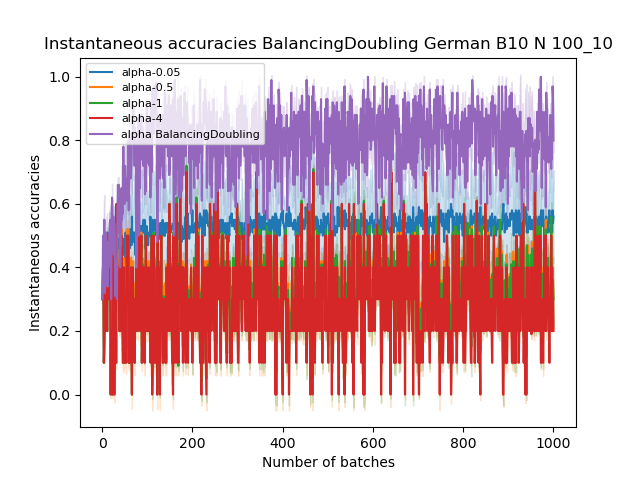 Instantaneous accuracies BalancingDoubling German B10 N 100_10
alpha-0.05
alpha-0.5
alpha-1
alpha-4
alpha BalancingDoubling
Instantaneous accuracies
1.0
0.8
0.6
0.4
0.2
0.0
0
200
400
600
800
1000
Number of batches